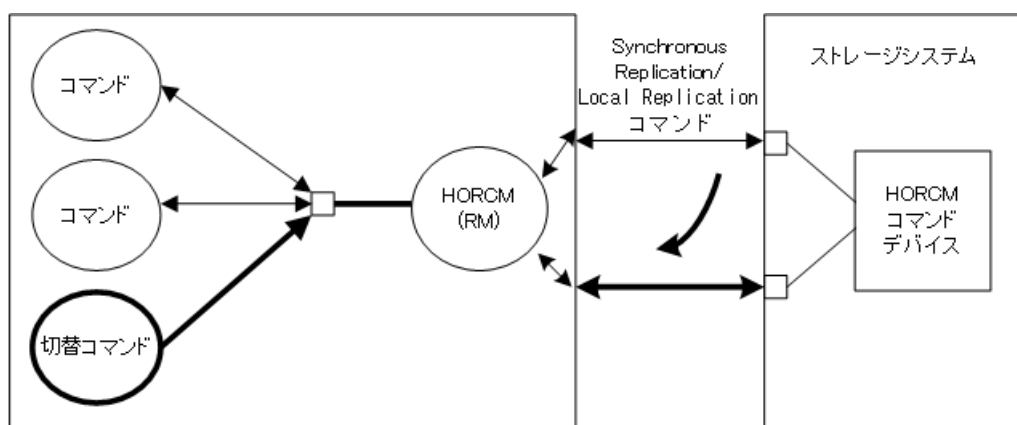 コマンド
コマンド
切替コマンド
HORCM
(RM)
Synchronous
Replication/
Local Replication
コマンド
ストレージシステム
HORCM
コマンド
デバイス